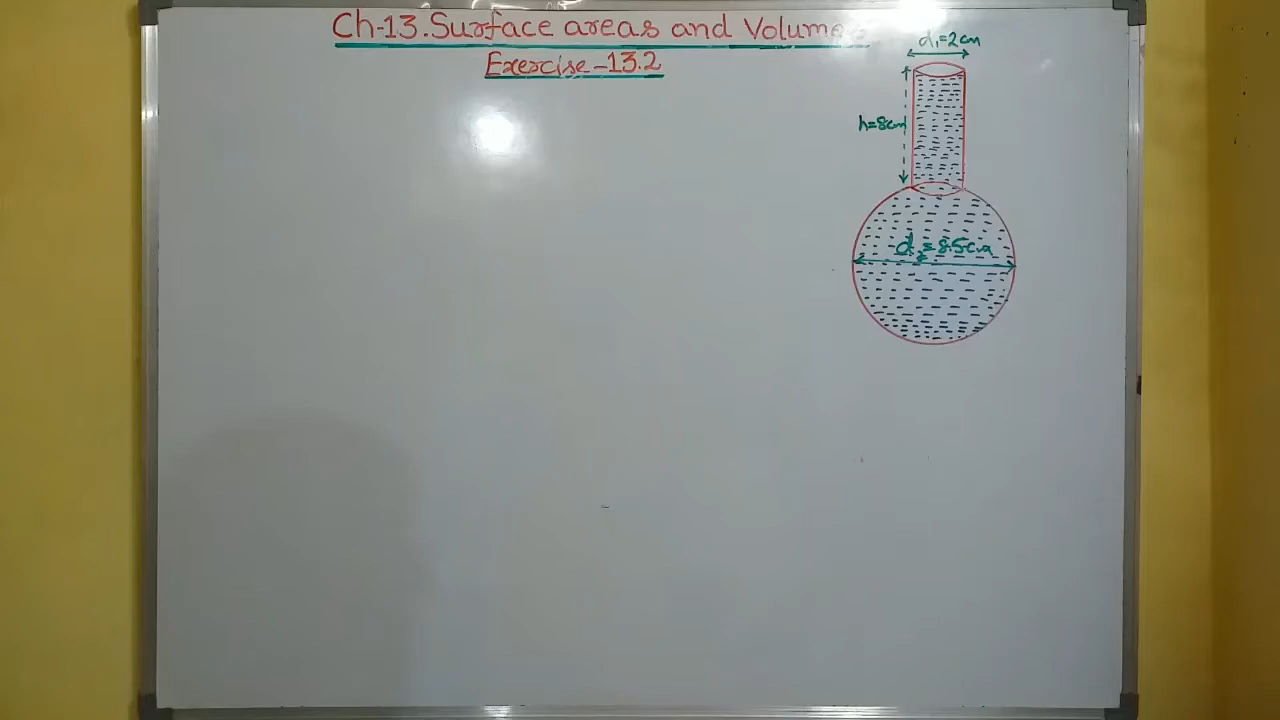 Ch-13.Surface areas and Volumes
Exercise-13.2
d₁=2cm
h=8cm
d₂=8.5cm